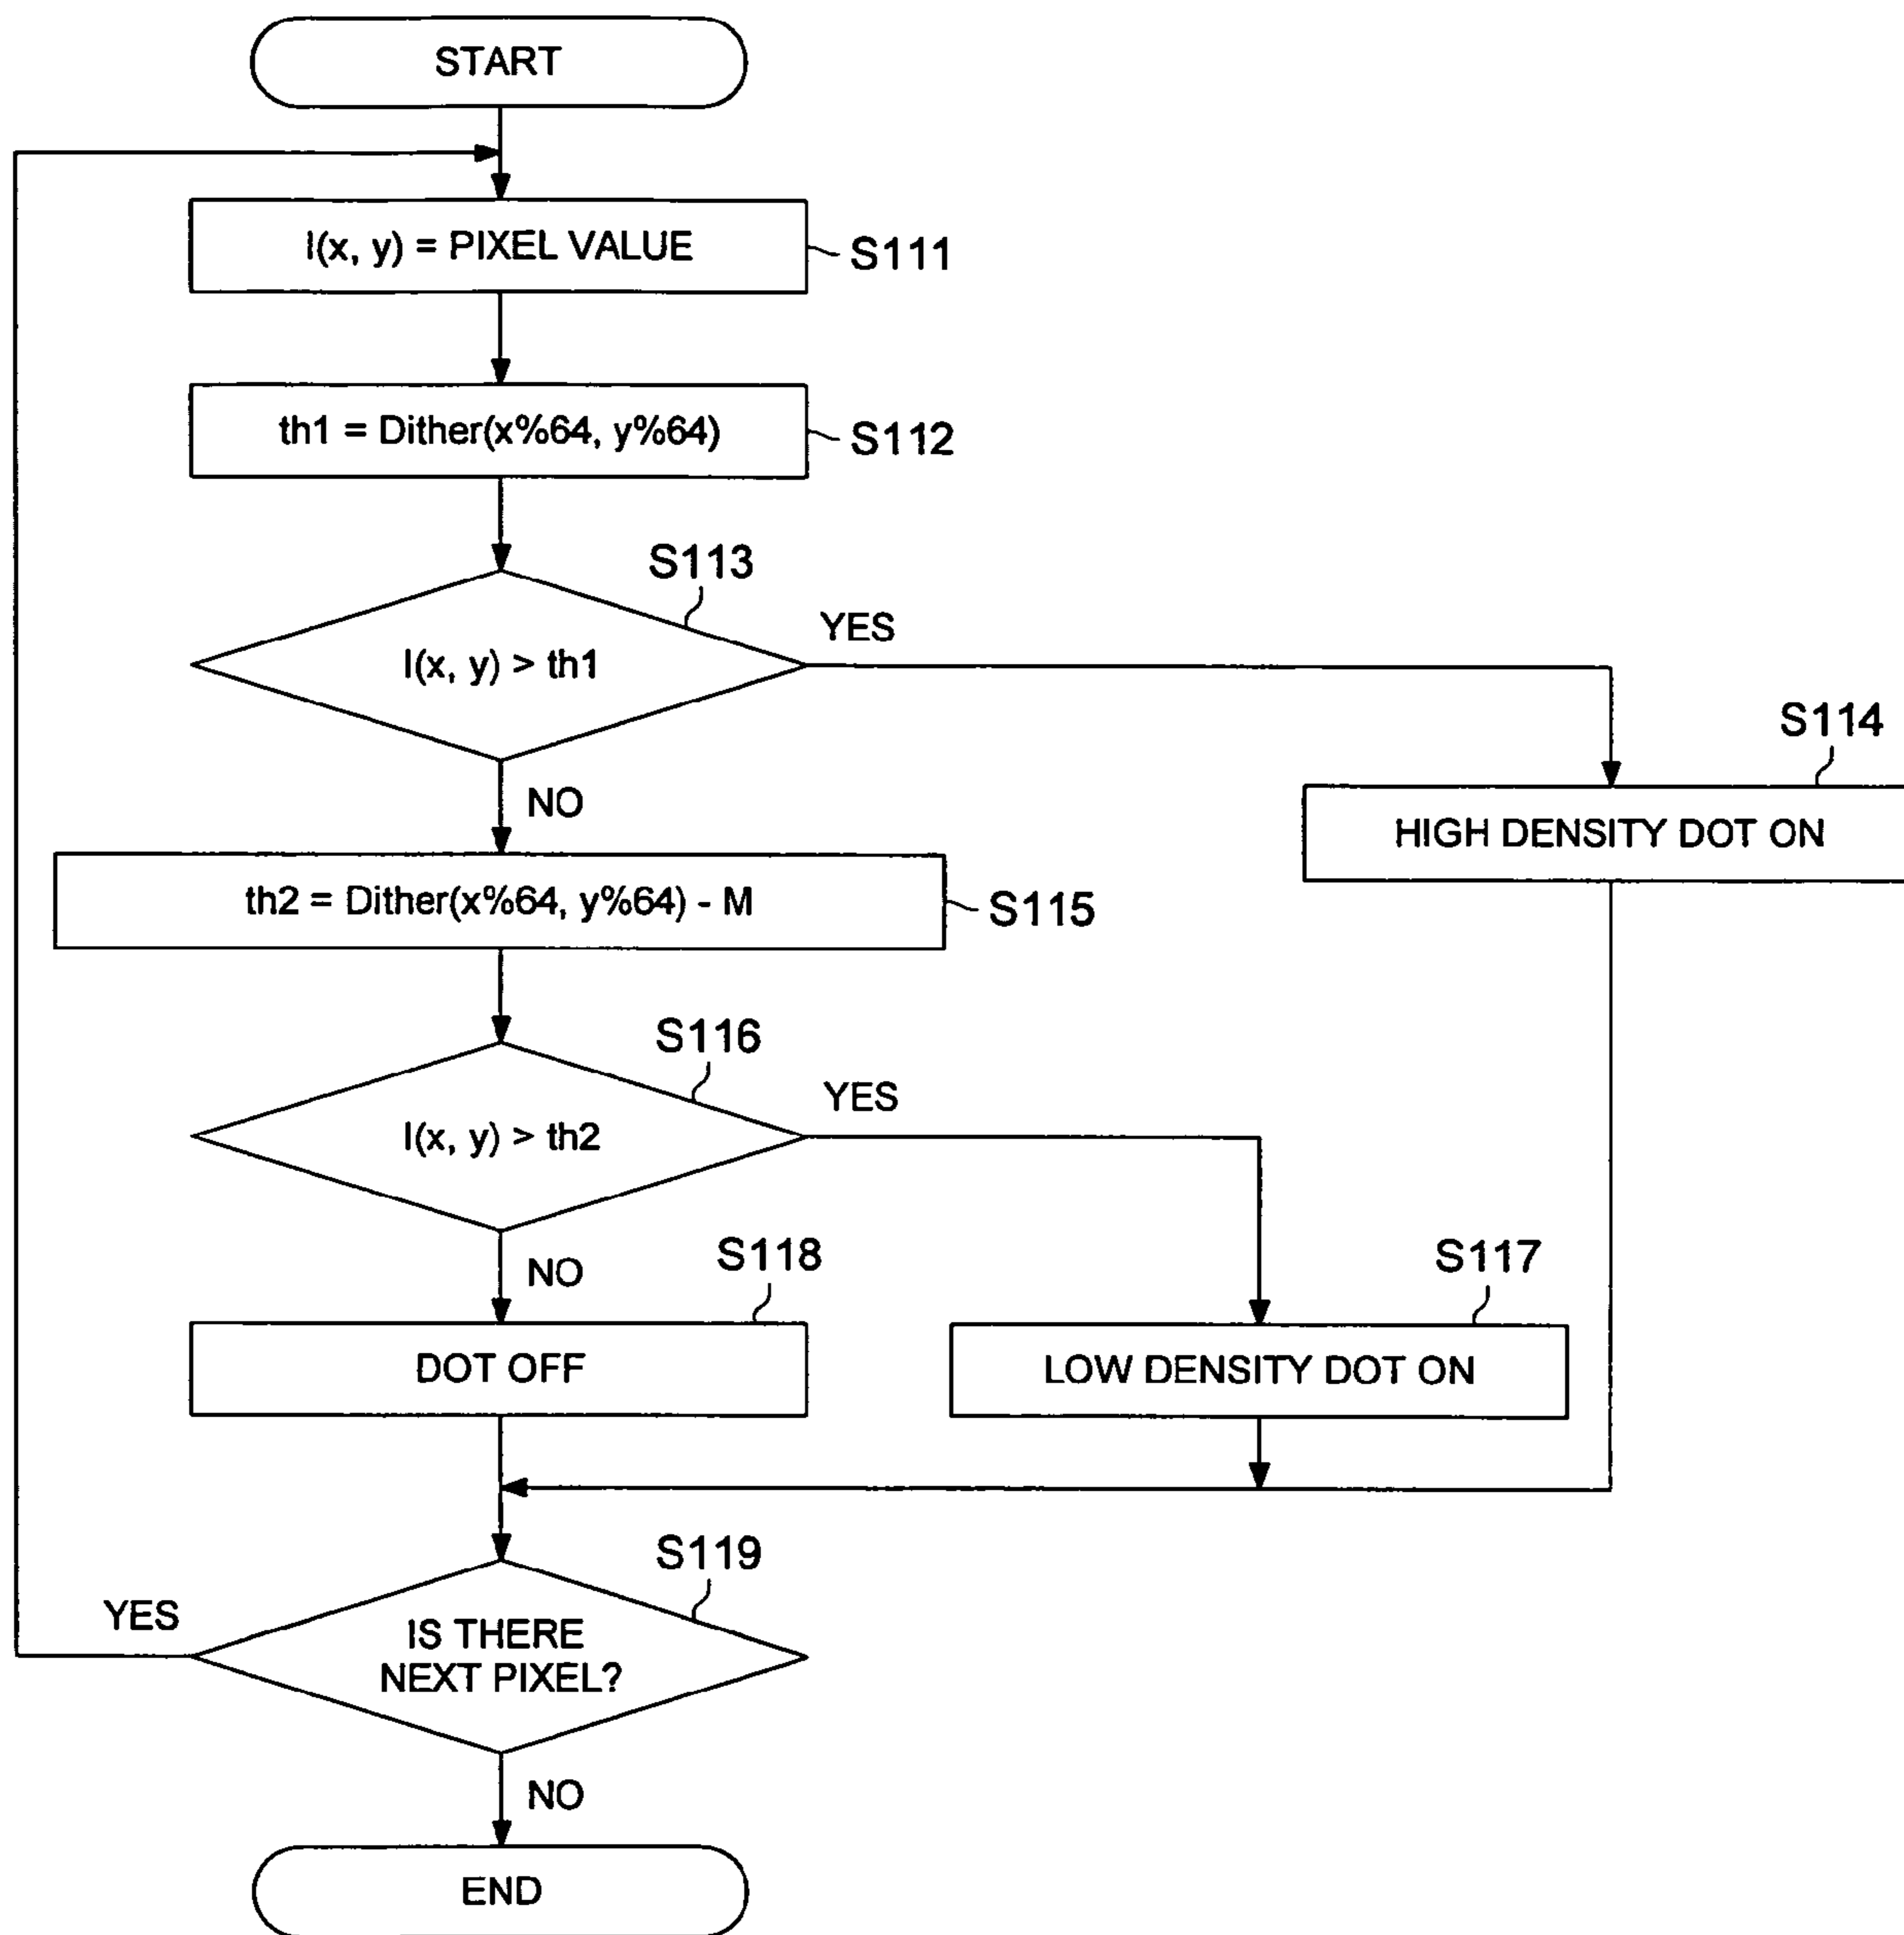 START
I(x, y) = PIXEL VALUE
S111
th1 = Dither(x%64, y%64)
S112
S113
I(x, y) > th1
YES
NO
S114
HIGH DENSITY DOT ON
th2 = Dither(x%64, y%64) - M
S115
S116
I(x, y) > th2
YES
NO
S118
DOT OFF
S117
LOW DENSITY DOT ON
S119
IS THERE
NEXT PIXEL?
YES
NO
END